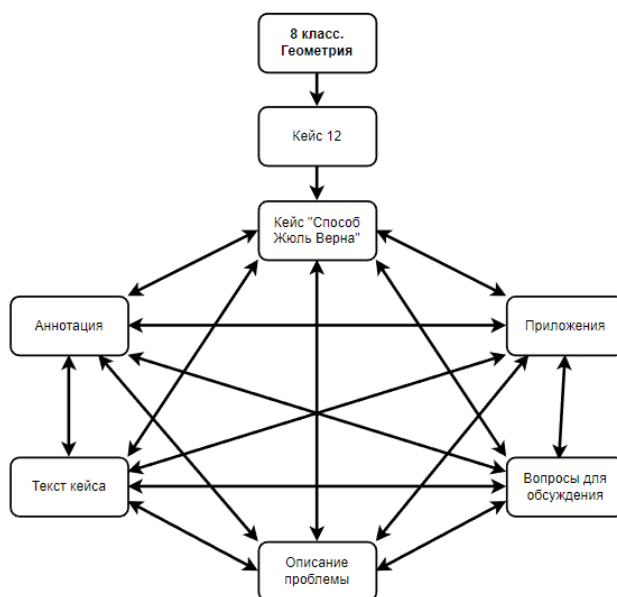 8 класс.
Геометрия
Кейс 12
Кейс "Способ
Жюль Верна"
Аннотация
Приложения
Текст кейса
Вопросы для
обсуждения
Описание
проблемы